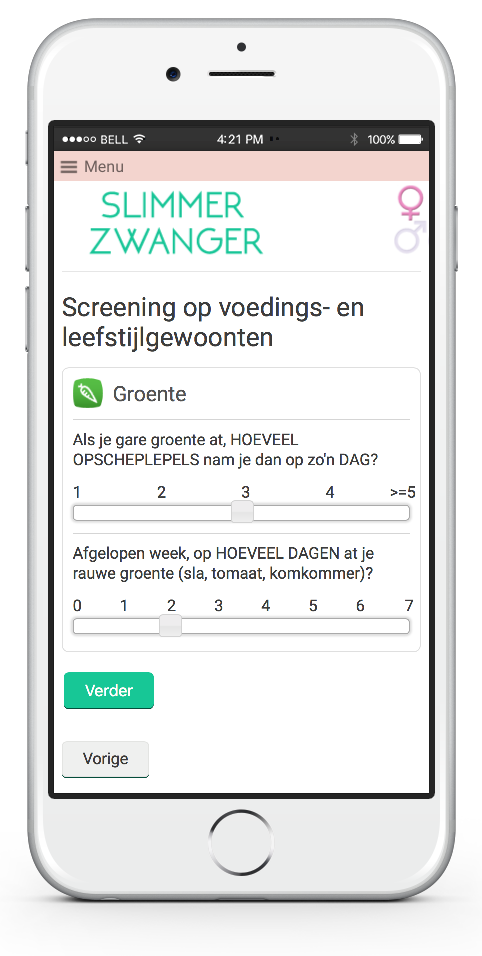 BELL 4:21 PM 100%
Menu
SLIMMER
ZWANGER
Screening op voedings- en
leefstijlgewoonten
Groente
Als je gare groente at, HOEVEEL
OPSCHEPLEPELS nam je dan op zo'n DAG?
1 2 3 4 >=5
Afgelopen week, op HOEVEEL DAGEN at je
rauwe groente (sla, tomaat, komkommer)?
0 1 2 3 4 5 6 7
Verder
Vorige